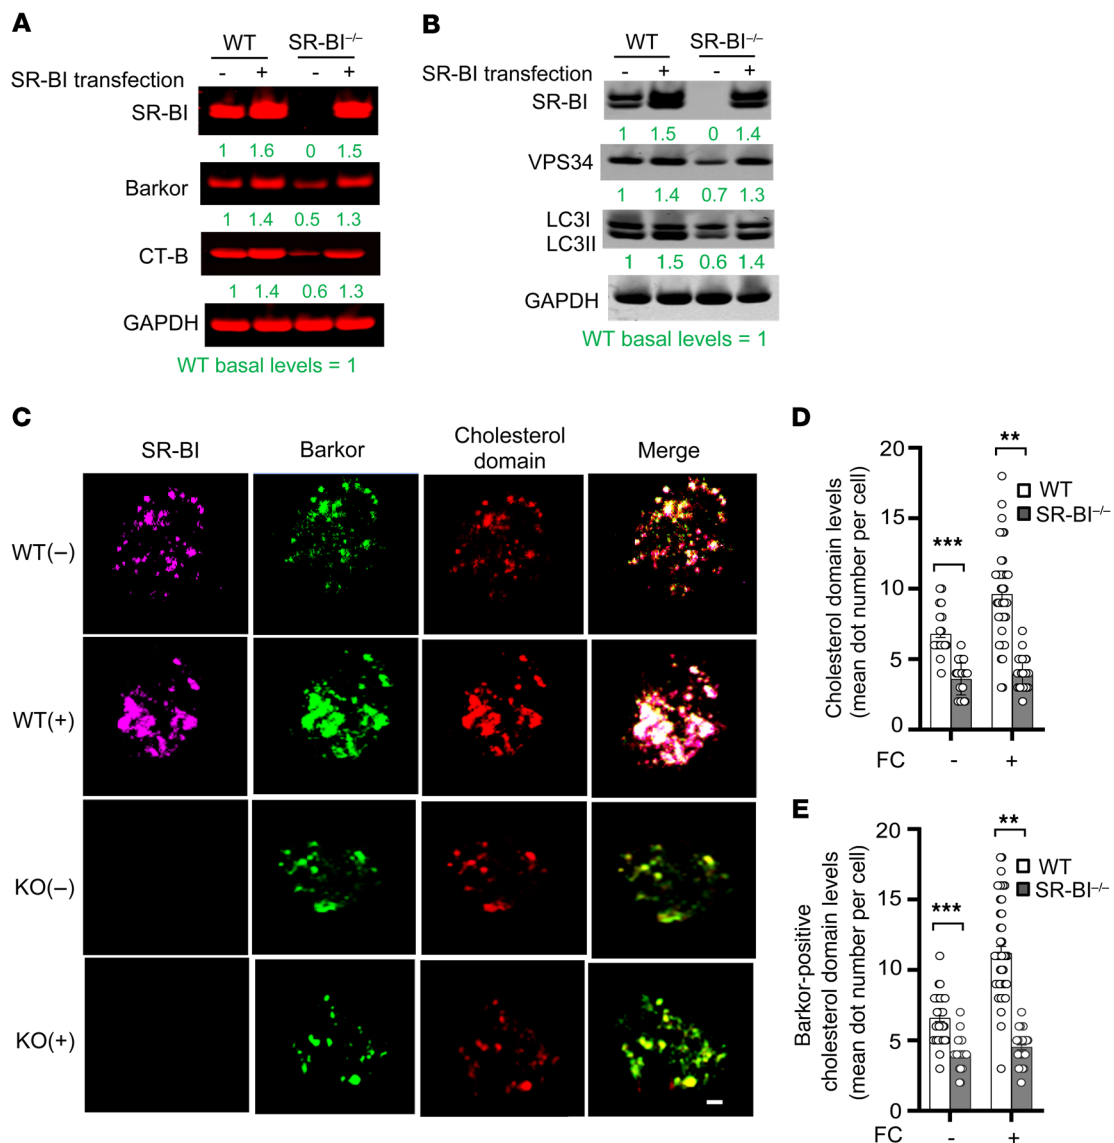 A
WT SR-BI–/–
SR-BI transfection - + - +
SR-BI
1 1.6 0 1.5
Barkor
1 1.4 0.5 1.3
CT-B
1 1.4 0.6 1.3
GAPDH
WT basal levels = 1
B
WT SR-BI–/–
SR-BI transfection - + - +
SR-BI
1 1.5 0 1.4
VPS34
1 1.4 0.7 1.3
LC3I
LC3II
1 1.5 0.6 1.4
GAPDH
WT basal levels = 1
C
SR-BI Barkor Cholesterol domain Merge
WT(–)
WT(+)
KO(–)
KO(+)
D
Cholesterol domain levels
(mean dot number per cell)
20
15
10
5
0
***
**
WT
SR-BI–/–
FC - +
E
Barkor-positive
cholesterol domain levels
(mean dot number per cell)
20
15
10
5
0
***
**
WT
SR-BI–/–
FC - +